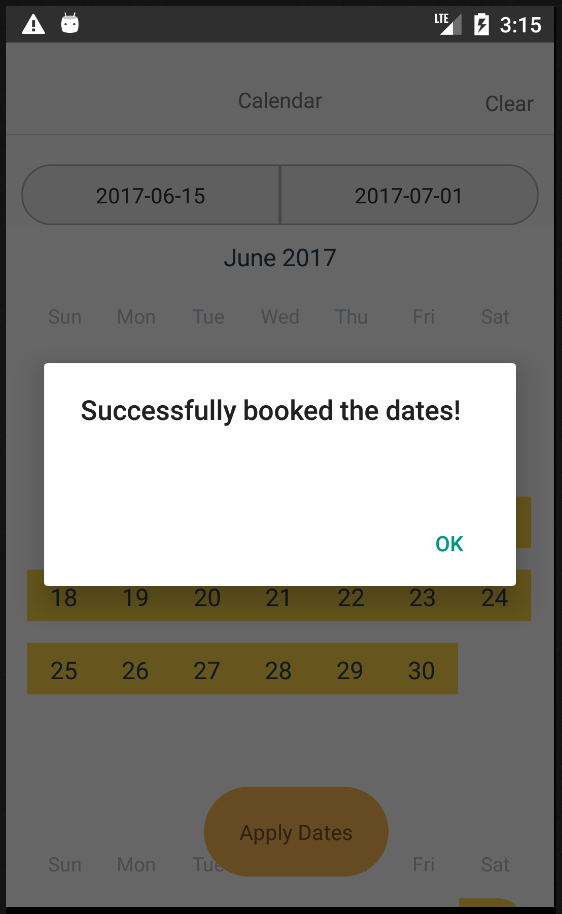 LTE 3:15
Calendar Clear
2017-06-15 2017-07-01
June 2017
Sun Mon Tue Wed Thu Fri Sat
Successfully booked the dates!
OK
18 19 20 21 22 23 24
25 26 27 28 29 30
Apply Dates
Sun Mon Tue Fri Sat